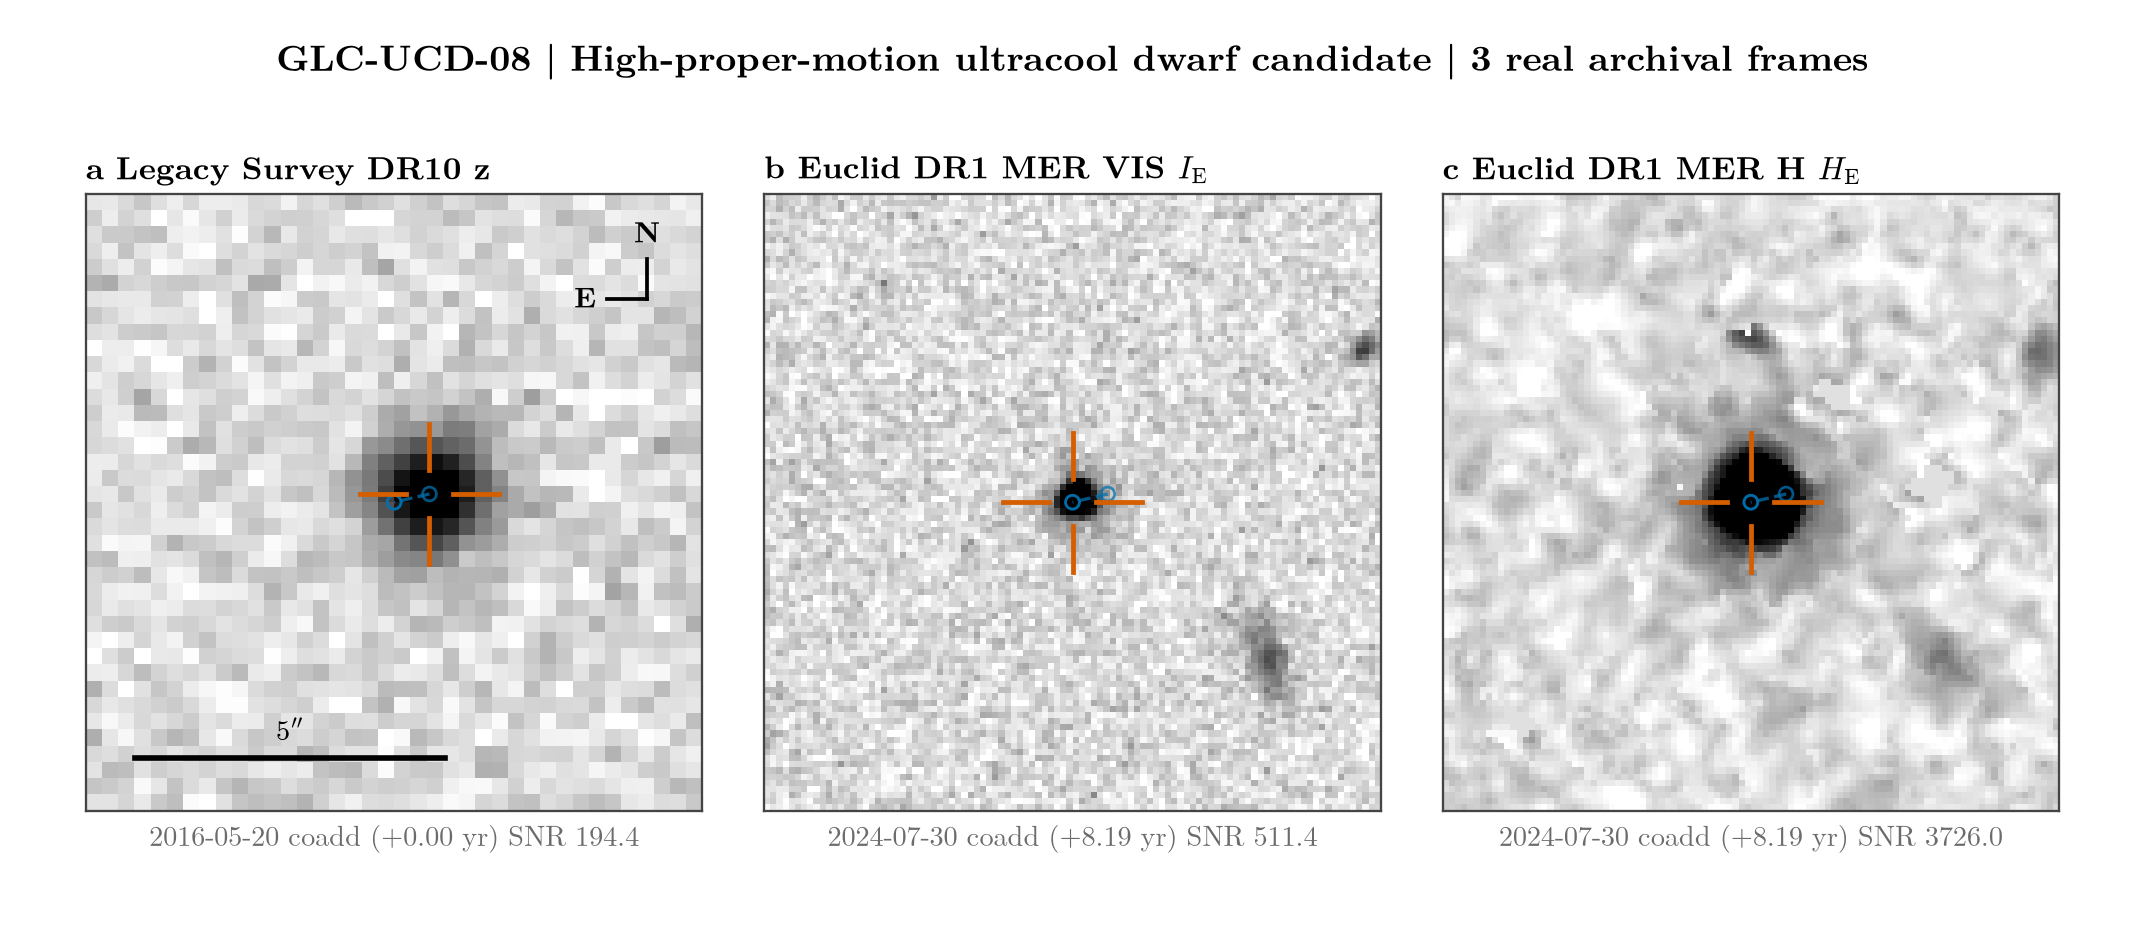 GLC-UCD-08 | High-proper-motion ultracool dwarf candidate | 3 real archival frames
a Legacy Survey DR10 z
N
E
5″
2016-05-20 coadd (+0.00 yr) SNR 194.4
b Euclid DR1 MER VIS I_E
2024-07-30 coadd (+8.19 yr) SNR 511.4
c Euclid DR1 MER H H_E
2024-07-30 coadd (+8.19 yr) SNR 3726.0